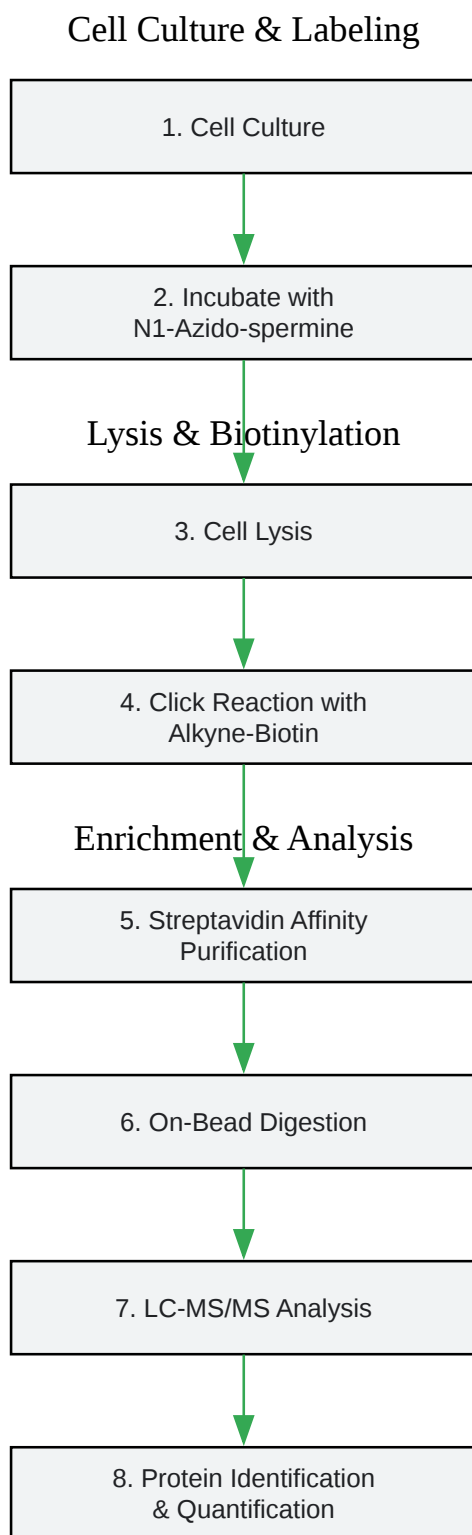 Cell Culture & Labeling
1. Cell Culture
2. Incubate with
N1-Azido-spermine
Lysis & Biotinylation
3. Cell Lysis
4. Click Reaction with
Alkyne-Biotin
Enrichment & Analysis
5. Streptavidin Affinity
Purification
6. On-Bead Digestion
7. LC-MS/MS Analysis
8. Protein Identification
& Quantification